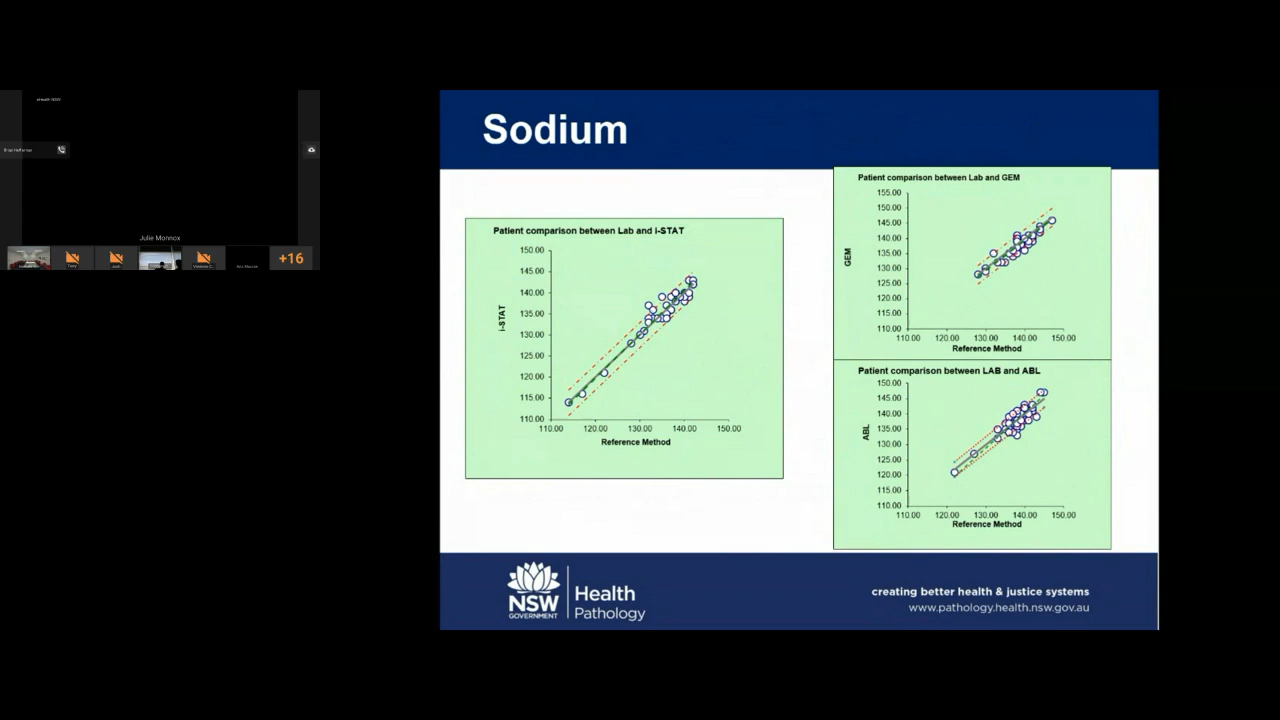 eHealth NSW
Brian Heffernan
Julie Monnox
Tony
Vivienne C
+16
Sodium
Patient comparison between Lab and i-STAT
150.00
145.00
140.00
135.00
130.00
125.00
120.00
115.00
110.00
i-STAT
110.00 120.00 130.00 140.00 150.00
Reference Method
Patient comparison between Lab and GEM
155.00
150.00
145.00
140.00
135.00
130.00
125.00
120.00
115.00
110.00
GEM
110.00 120.00 130.00 140.00 150.00
Reference Method
Patient comparison between LAB and ABL
150.00
145.00
140.00
135.00
130.00
125.00
120.00
115.00
110.00
ABL
110.00 120.00 130.00 140.00 150.00
Reference Method
NSW
GOVERNMENT
Health
Pathology
creating better health & justice systems
www.pathology.health.nsw.gov.au